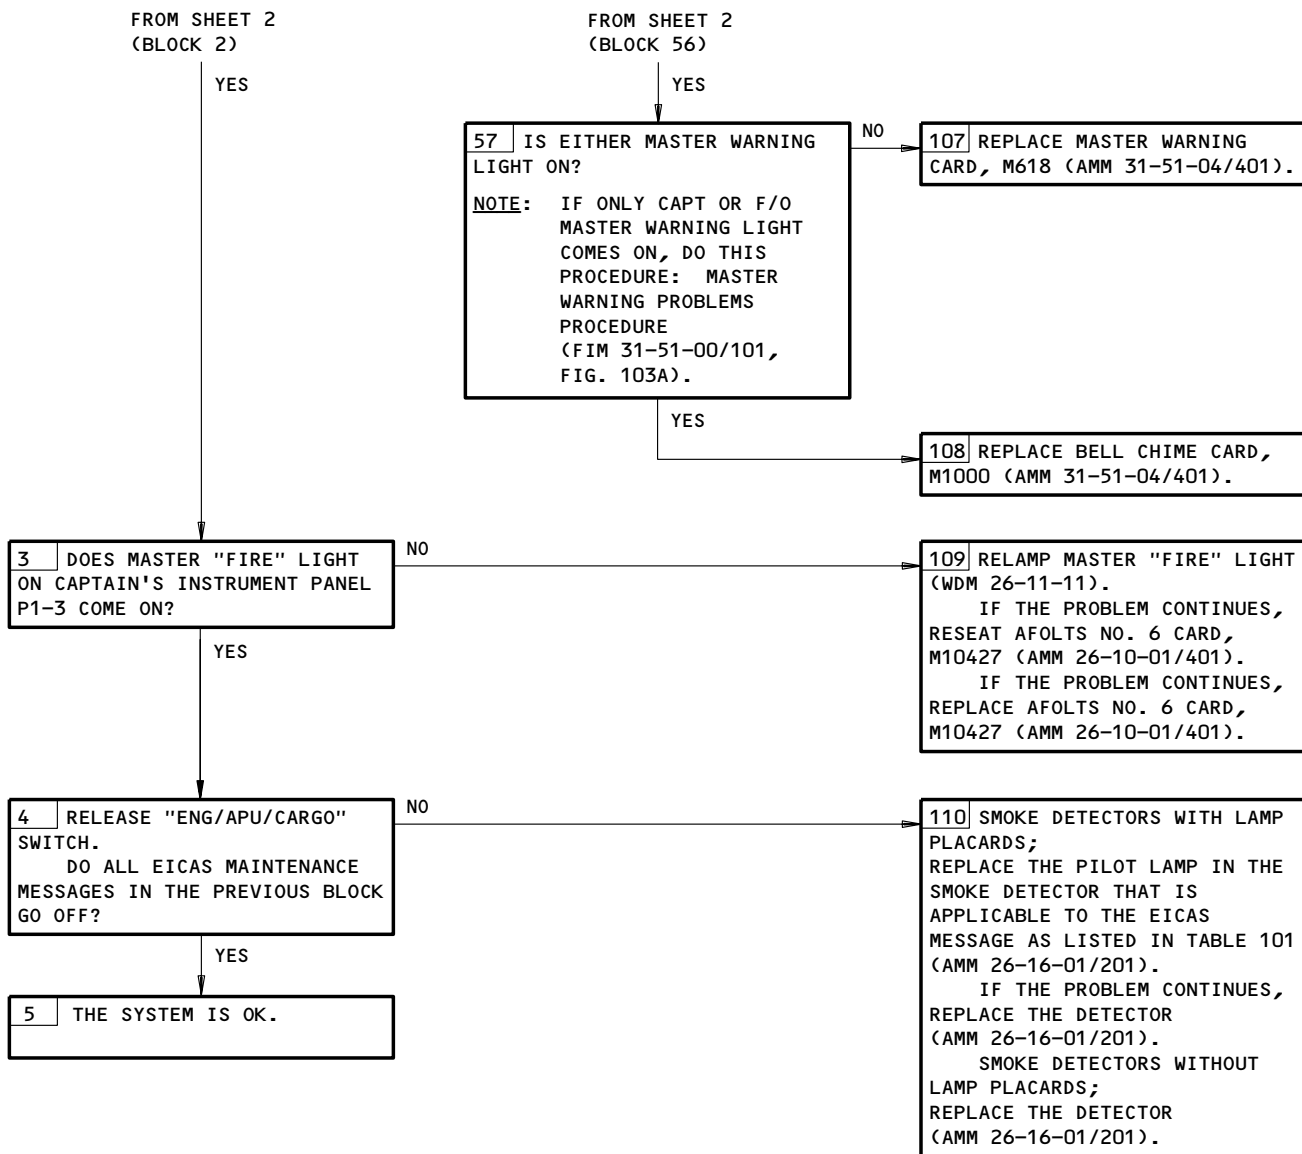 FROM SHEET 2
(BLOCK 2)
YES
FROM SHEET 2
(BLOCK 56)
YES
57 IS EITHER MASTER WARNING
LIGHT ON?
NOTE: IF ONLY CAPT OR F/O
MASTER WARNING LIGHT
COMES ON, DO THIS
PROCEDURE: MASTER
WARNING PROBLEMS
PROCEDURE
(FIM 31-51-00/101,
FIG. 103A).
NO
107 REPLACE MASTER WARNING
CARD, M618 (AMM 31-51-04/401).
YES
108 REPLACE BELL CHIME CARD,
M1000 (AMM 31-51-04/401).
3 DOES MASTER "FIRE" LIGHT
ON CAPTAIN'S INSTRUMENT PANEL
P1-3 COME ON?
NO
109 RELAMP MASTER "FIRE" LIGHT
(WDM 26-11-11).
IF THE PROBLEM CONTINUES,
RESEAT AFOLTS NO. 6 CARD,
M10427 (AMM 26-10-01/401).
IF THE PROBLEM CONTINUES,
REPLACE AFOLTS NO. 6 CARD,
M10427 (AMM 26-10-01/401).
YES
4 RELEASE "ENG/APU/CARGO"
SWITCH.
DO ALL EICAS MAINTENANCE
MESSAGES IN THE PREVIOUS BLOCK
GO OFF?
NO
110 SMOKE DETECTORS WITH LAMP
PLACARDS;
REPLACE THE PILOT LAMP IN THE
SMOKE DETECTOR THAT IS
APPLICABLE TO THE EICAS
MESSAGE AS LISTED IN TABLE 101
(AMM 26-16-01/201).
IF THE PROBLEM CONTINUES,
REPLACE THE DETECTOR
(AMM 26-16-01/201).
SMOKE DETECTORS WITHOUT
LAMP PLACARDS;
REPLACE THE DETECTOR
(AMM 26-16-01/201).
YES
5 THE SYSTEM IS OK.